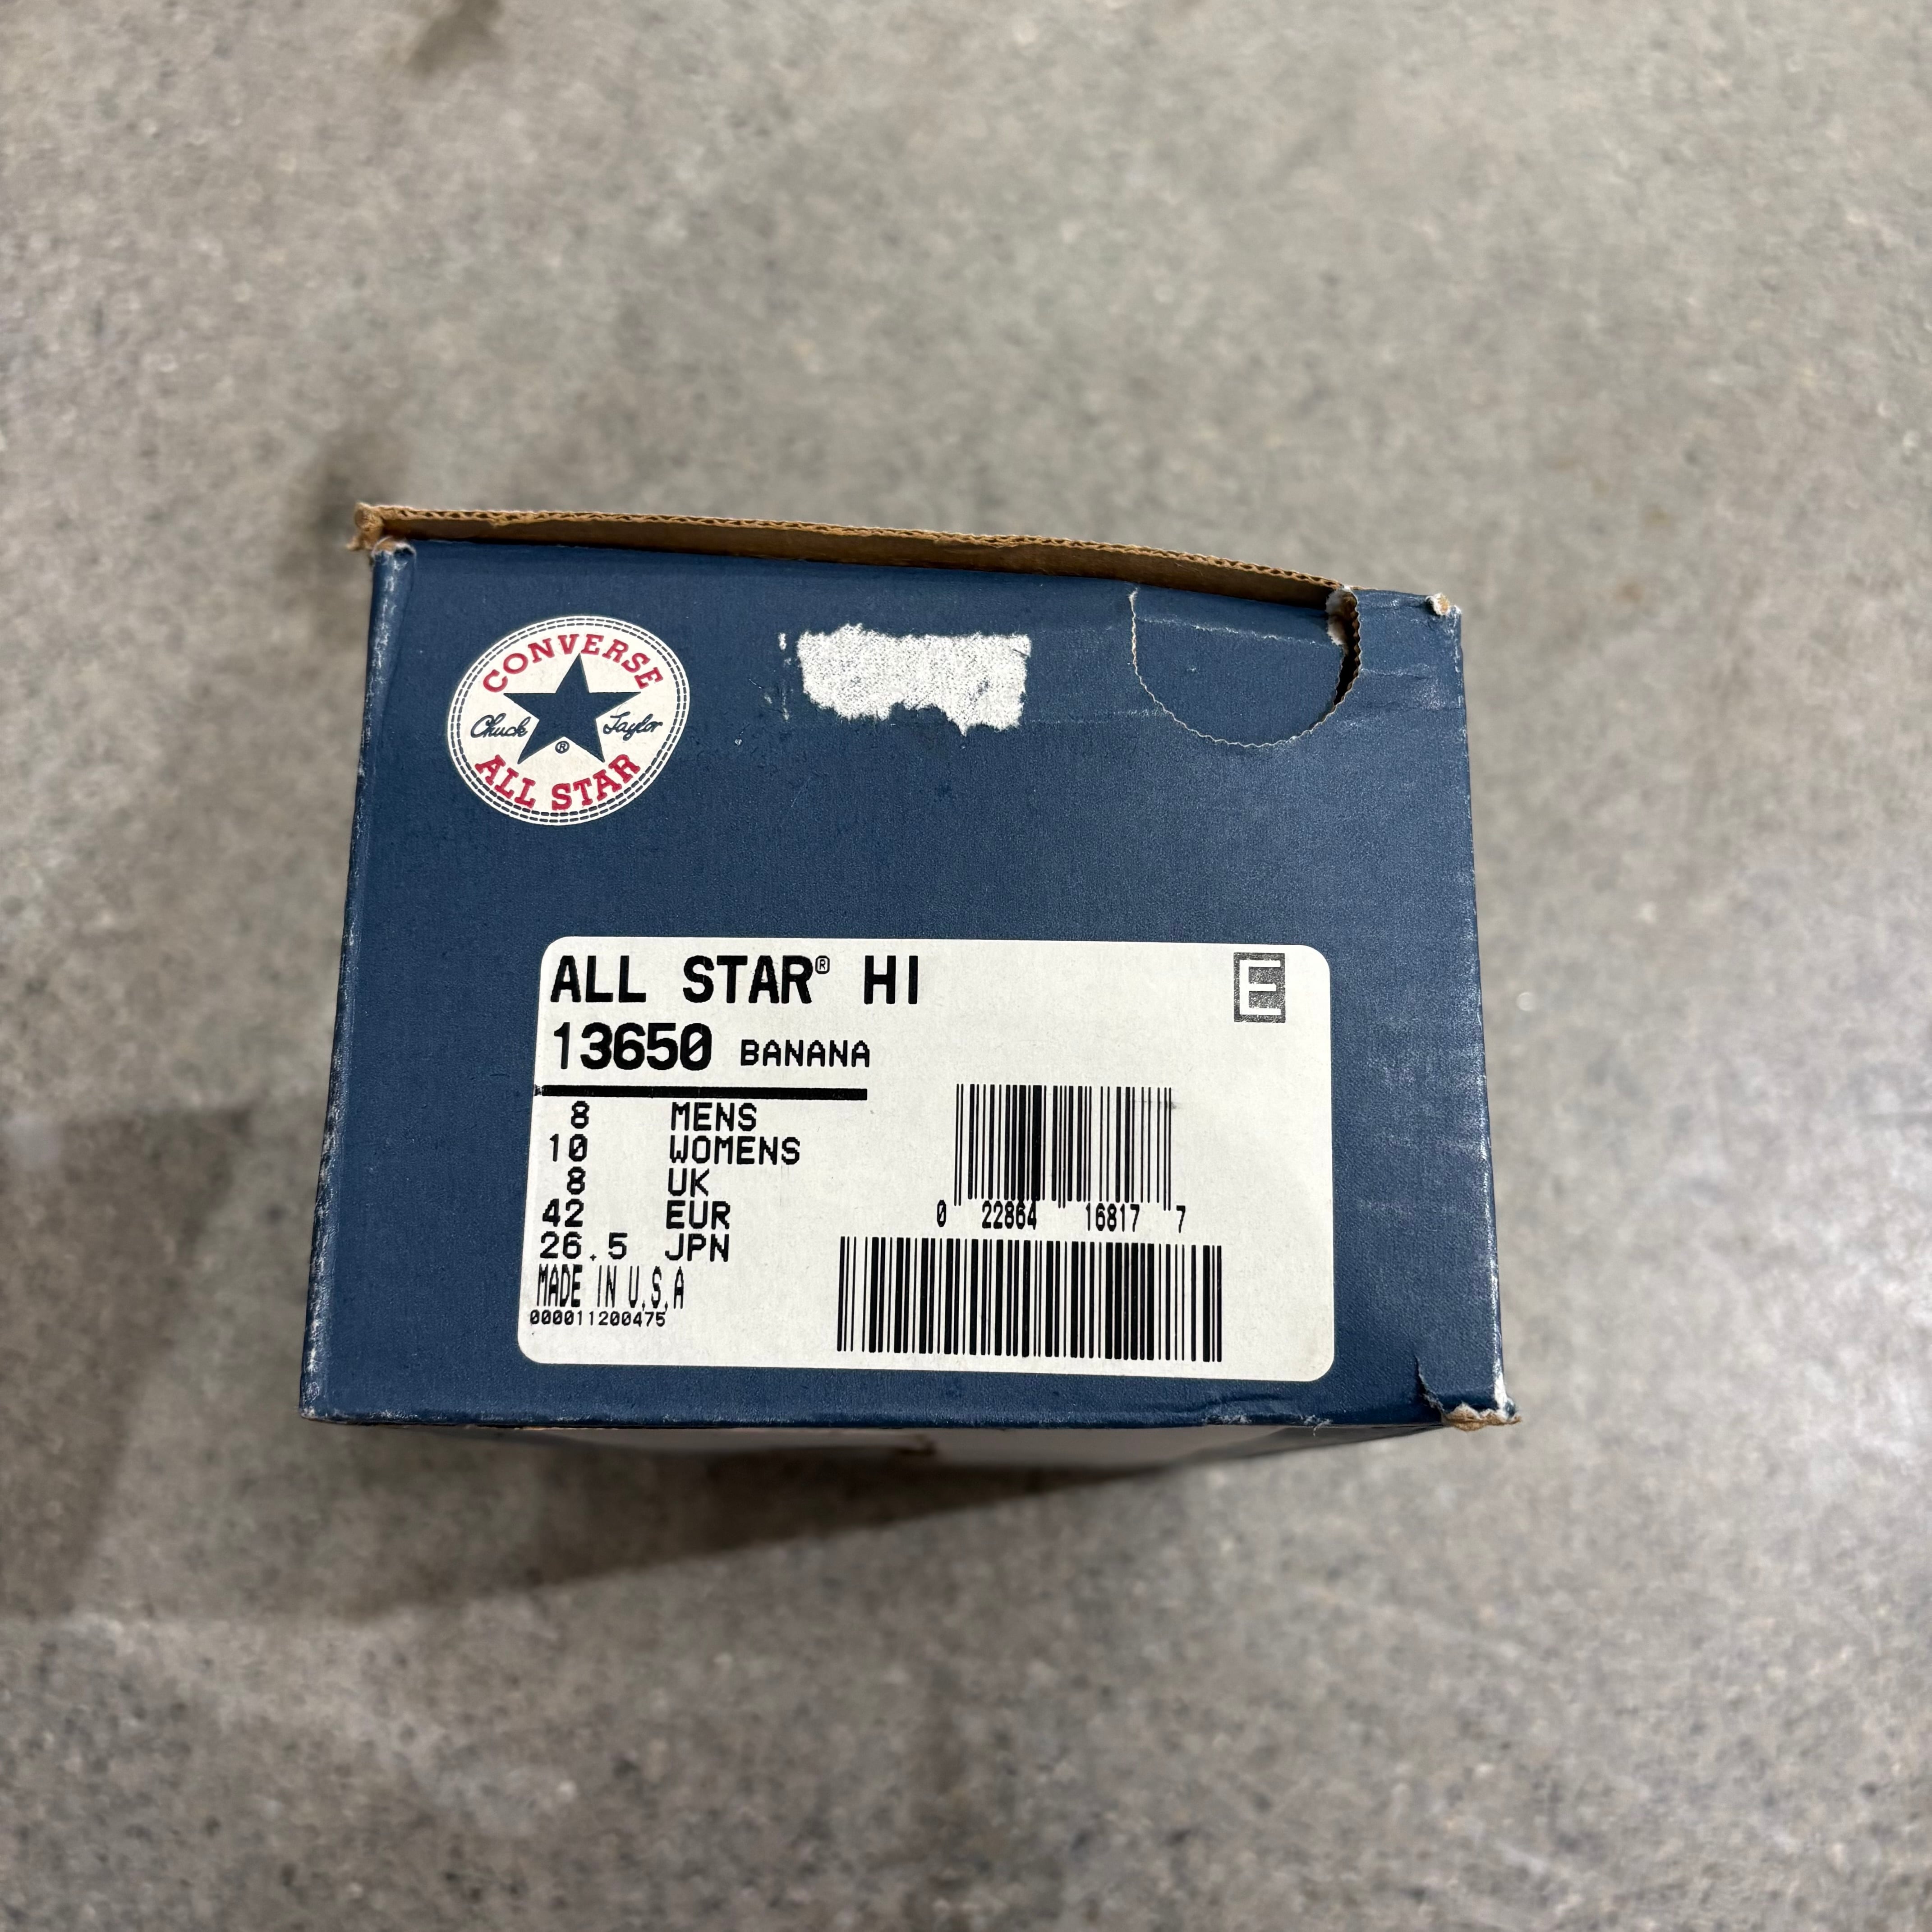 CONVERSE
Chuck Taylor
®
ALL STAR
ALL STAR® HI
E
13650 BANANA
8 MENS
10 WOMENS
8 UK
42 EUR
26.5 JPN
MADE IN U.S.A
000011200475
0 22864 16817 7